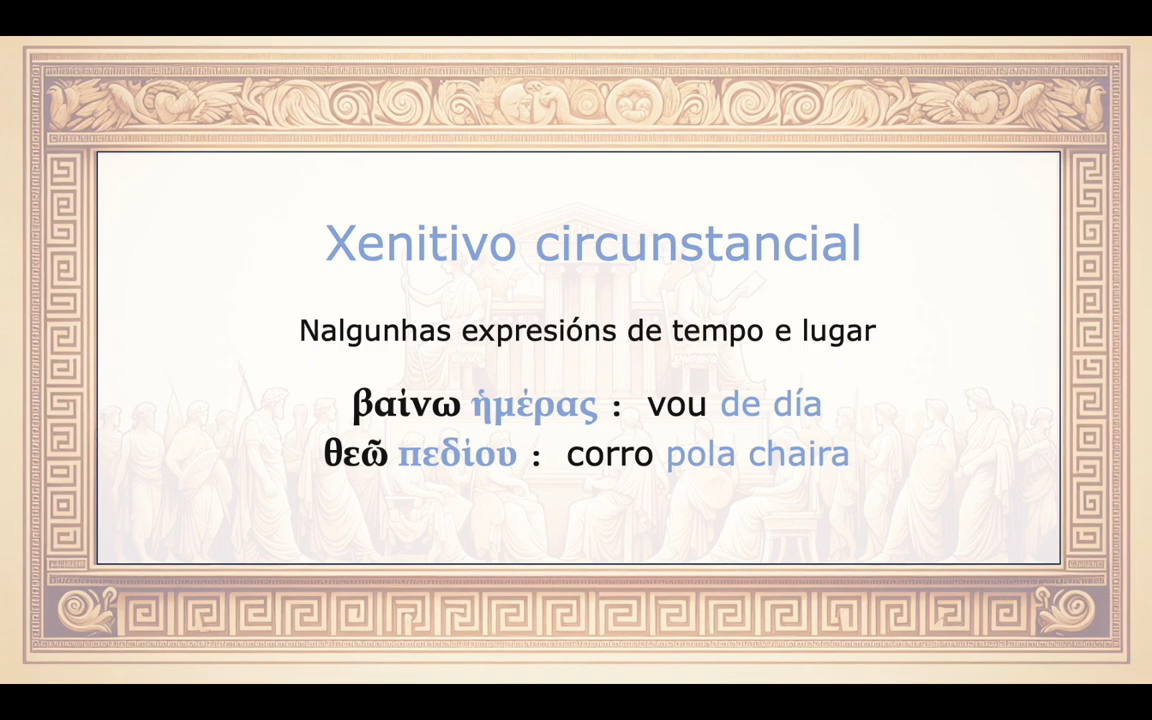 Xenitivo circunstancial
Nalgunhas expresións de tempo e lugar
βαίνω ἡμέρας : vou de día
θεῶ πεδίου : corro pola chaira